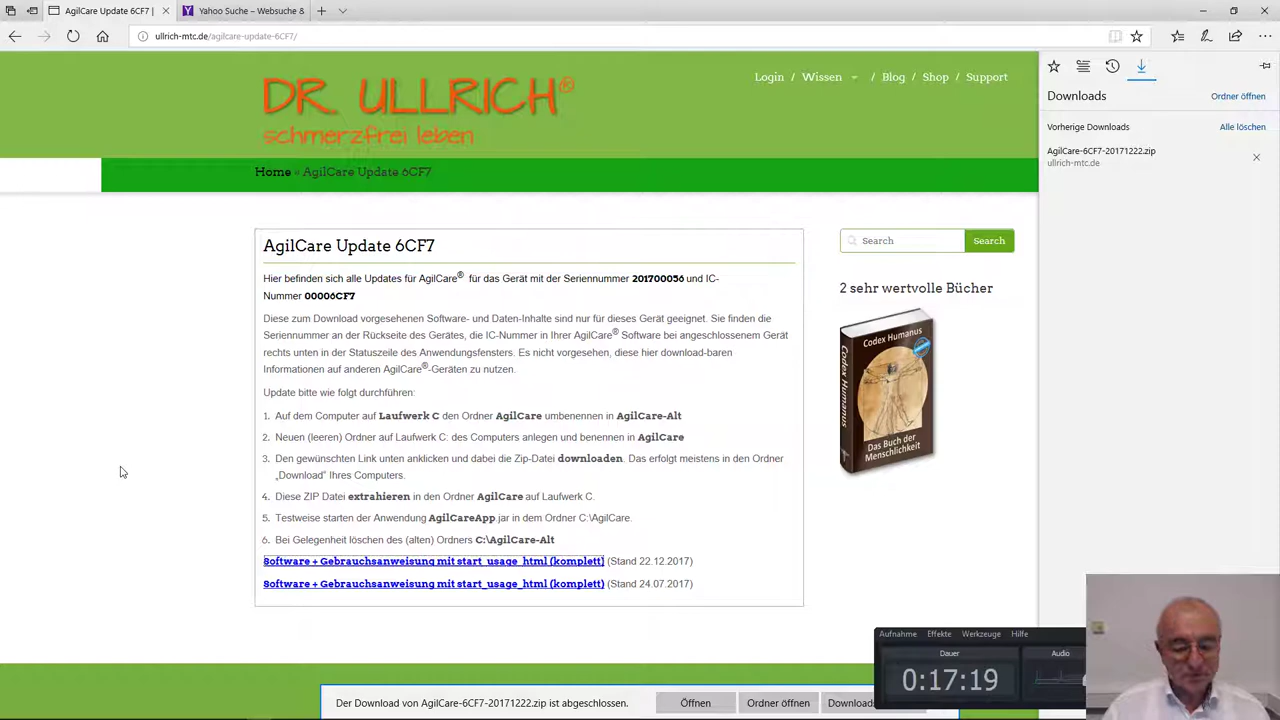 AgilCare Update 6CF7 |
Yahoo Suche – Websuche &
ullrich-mtc.de/agilcare-update-6CF7/
DR. ULLRICH®
schmerzfrei leben
Login / Wissen / Blog / Shop / Support
Home » AgilCare Update 6CF7
AgilCare Update 6CF7
Hier befinden sich alle Updates für AgilCare® für das Gerät mit der Seriennummer 201700056 und IC-
Nummer 00006CF7
Diese zum Download vorgesehenen Software- und Daten-Inhalte sind nur für dieses Gerät geeignet. Sie finden die
Seriennummer an der Rückseite des Gerätes, die IC-Nummer in Ihrer AgilCare® Software bei angeschlossenem Gerät
rechts unten in der Statuszeile des Anwendungsfensters. Es nicht vorgesehen, diese hier download-baren
Informationen auf anderen AgilCare®-Geräten zu nutzen.
Update bitte wie folgt durchführen:
1. Auf dem Computer auf Laufwerk C den Ordner AgilCare umbenennen in AgilCare-Alt
2. Neuen (leeren) Ordner auf Laufwerk C: des Computers anlegen und benennen in AgilCare
3. Den gewünschten Link unten anklicken und dabei die Zip-Datei downloaden. Das erfolgt meistens in den Ordner
„Download" Ihres Computers.
4. Diese ZIP Datei extrahieren in den Ordner AgilCare auf Laufwerk C.
5. Testweise starten der Anwendung AgilCareApp.jar in dem Ordner C:\AgilCare.
6. Bei Gelegenheit löschen des (alten) Ordners C:\AgilCare-Alt
Software + Gebrauchsanweisung mit start_usage_html (komplett) (Stand 22.12.2017)
Software + Gebrauchsanweisung mit start_usage_html (komplett) (Stand 24.07.2017)
Search
Search
2 sehr wertvolle Bücher
Codex Humanus
Codex Humanus
Das Buch der
Menschlichkeit
Downloads
Ordner öffnen
Vorherige Downloads
Alle löschen
AgilCare-6CF7-20171222.zip
ullrich-mtc.de
Aufnahme Effekte Werkzeuge Hilfe
Dauer
Audio
0:17:19
Der Download von AgilCare-6CF7-20171222.zip ist abgeschlossen.
Öffnen
Ordner öffnen
Downloads